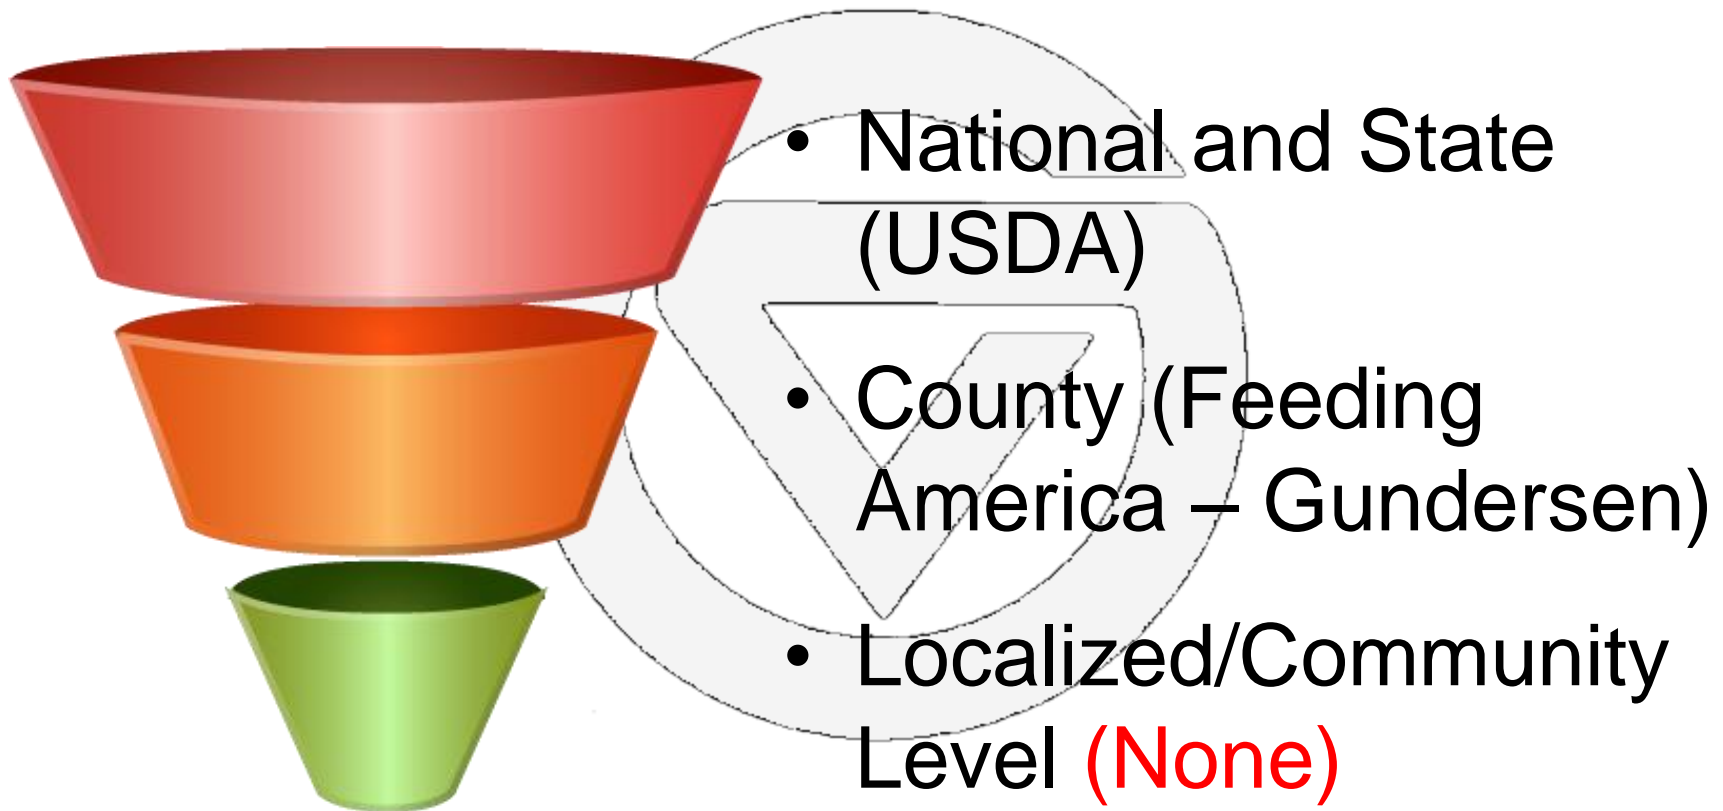 • National and State
(USDA)
• County (Feeding
America – Gundersen)
• Localized/Community
Level (None)